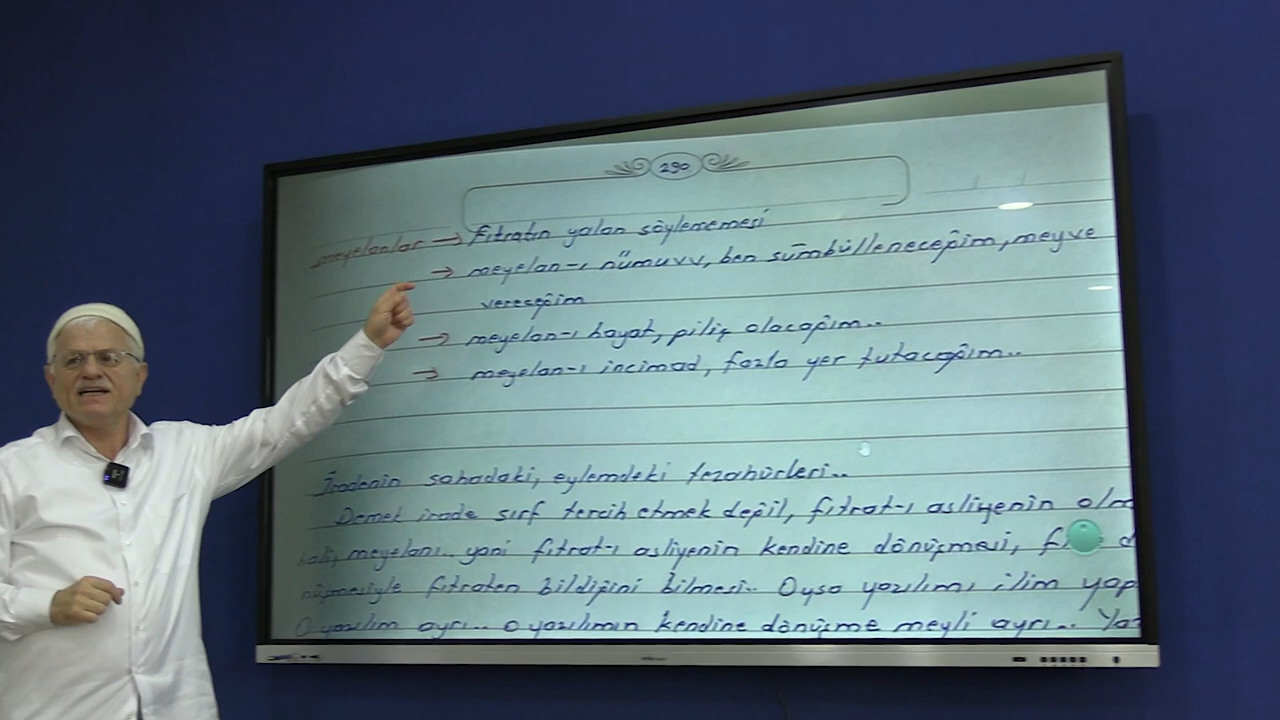 290
meyelanlar → fıtratın yalan söylememesi
→ meyelan-ı nümuvv, ben sümbülleneceğim, meyve
vereceğim
→ meyelan-ı hayat, piliç olacağım..
→ meyelan-ı incimad, fazla yer tutacağım..
İradenin sahadaki, eylemdeki tezahürleri..
Demek irade sırf tercih etmek değil, fıtrat-ı asliyenin olma
hali, meyelanı.. yani fıtrat-ı asliyenin kendine dönüşmesi,
nüşmesiyle fıtraten bildiğini bilmesi.. Oysa yazılımı ilim yap
O yazılım ayrı.. o yazılımın kendine dönüşme meyli ayrı..